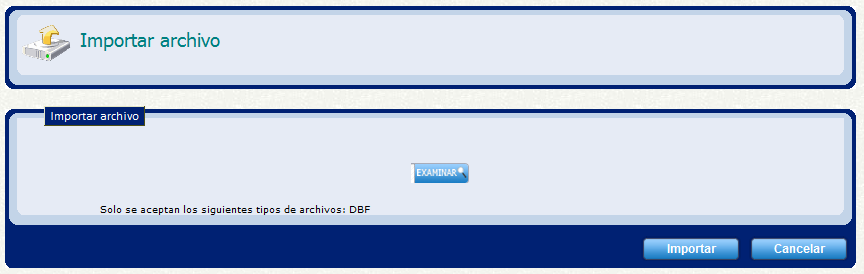 Importar archivo
Importar archivo
EXAMINAR
Solo se aceptan los siguientes tipos de archivos: DBF
Importar Cancelar